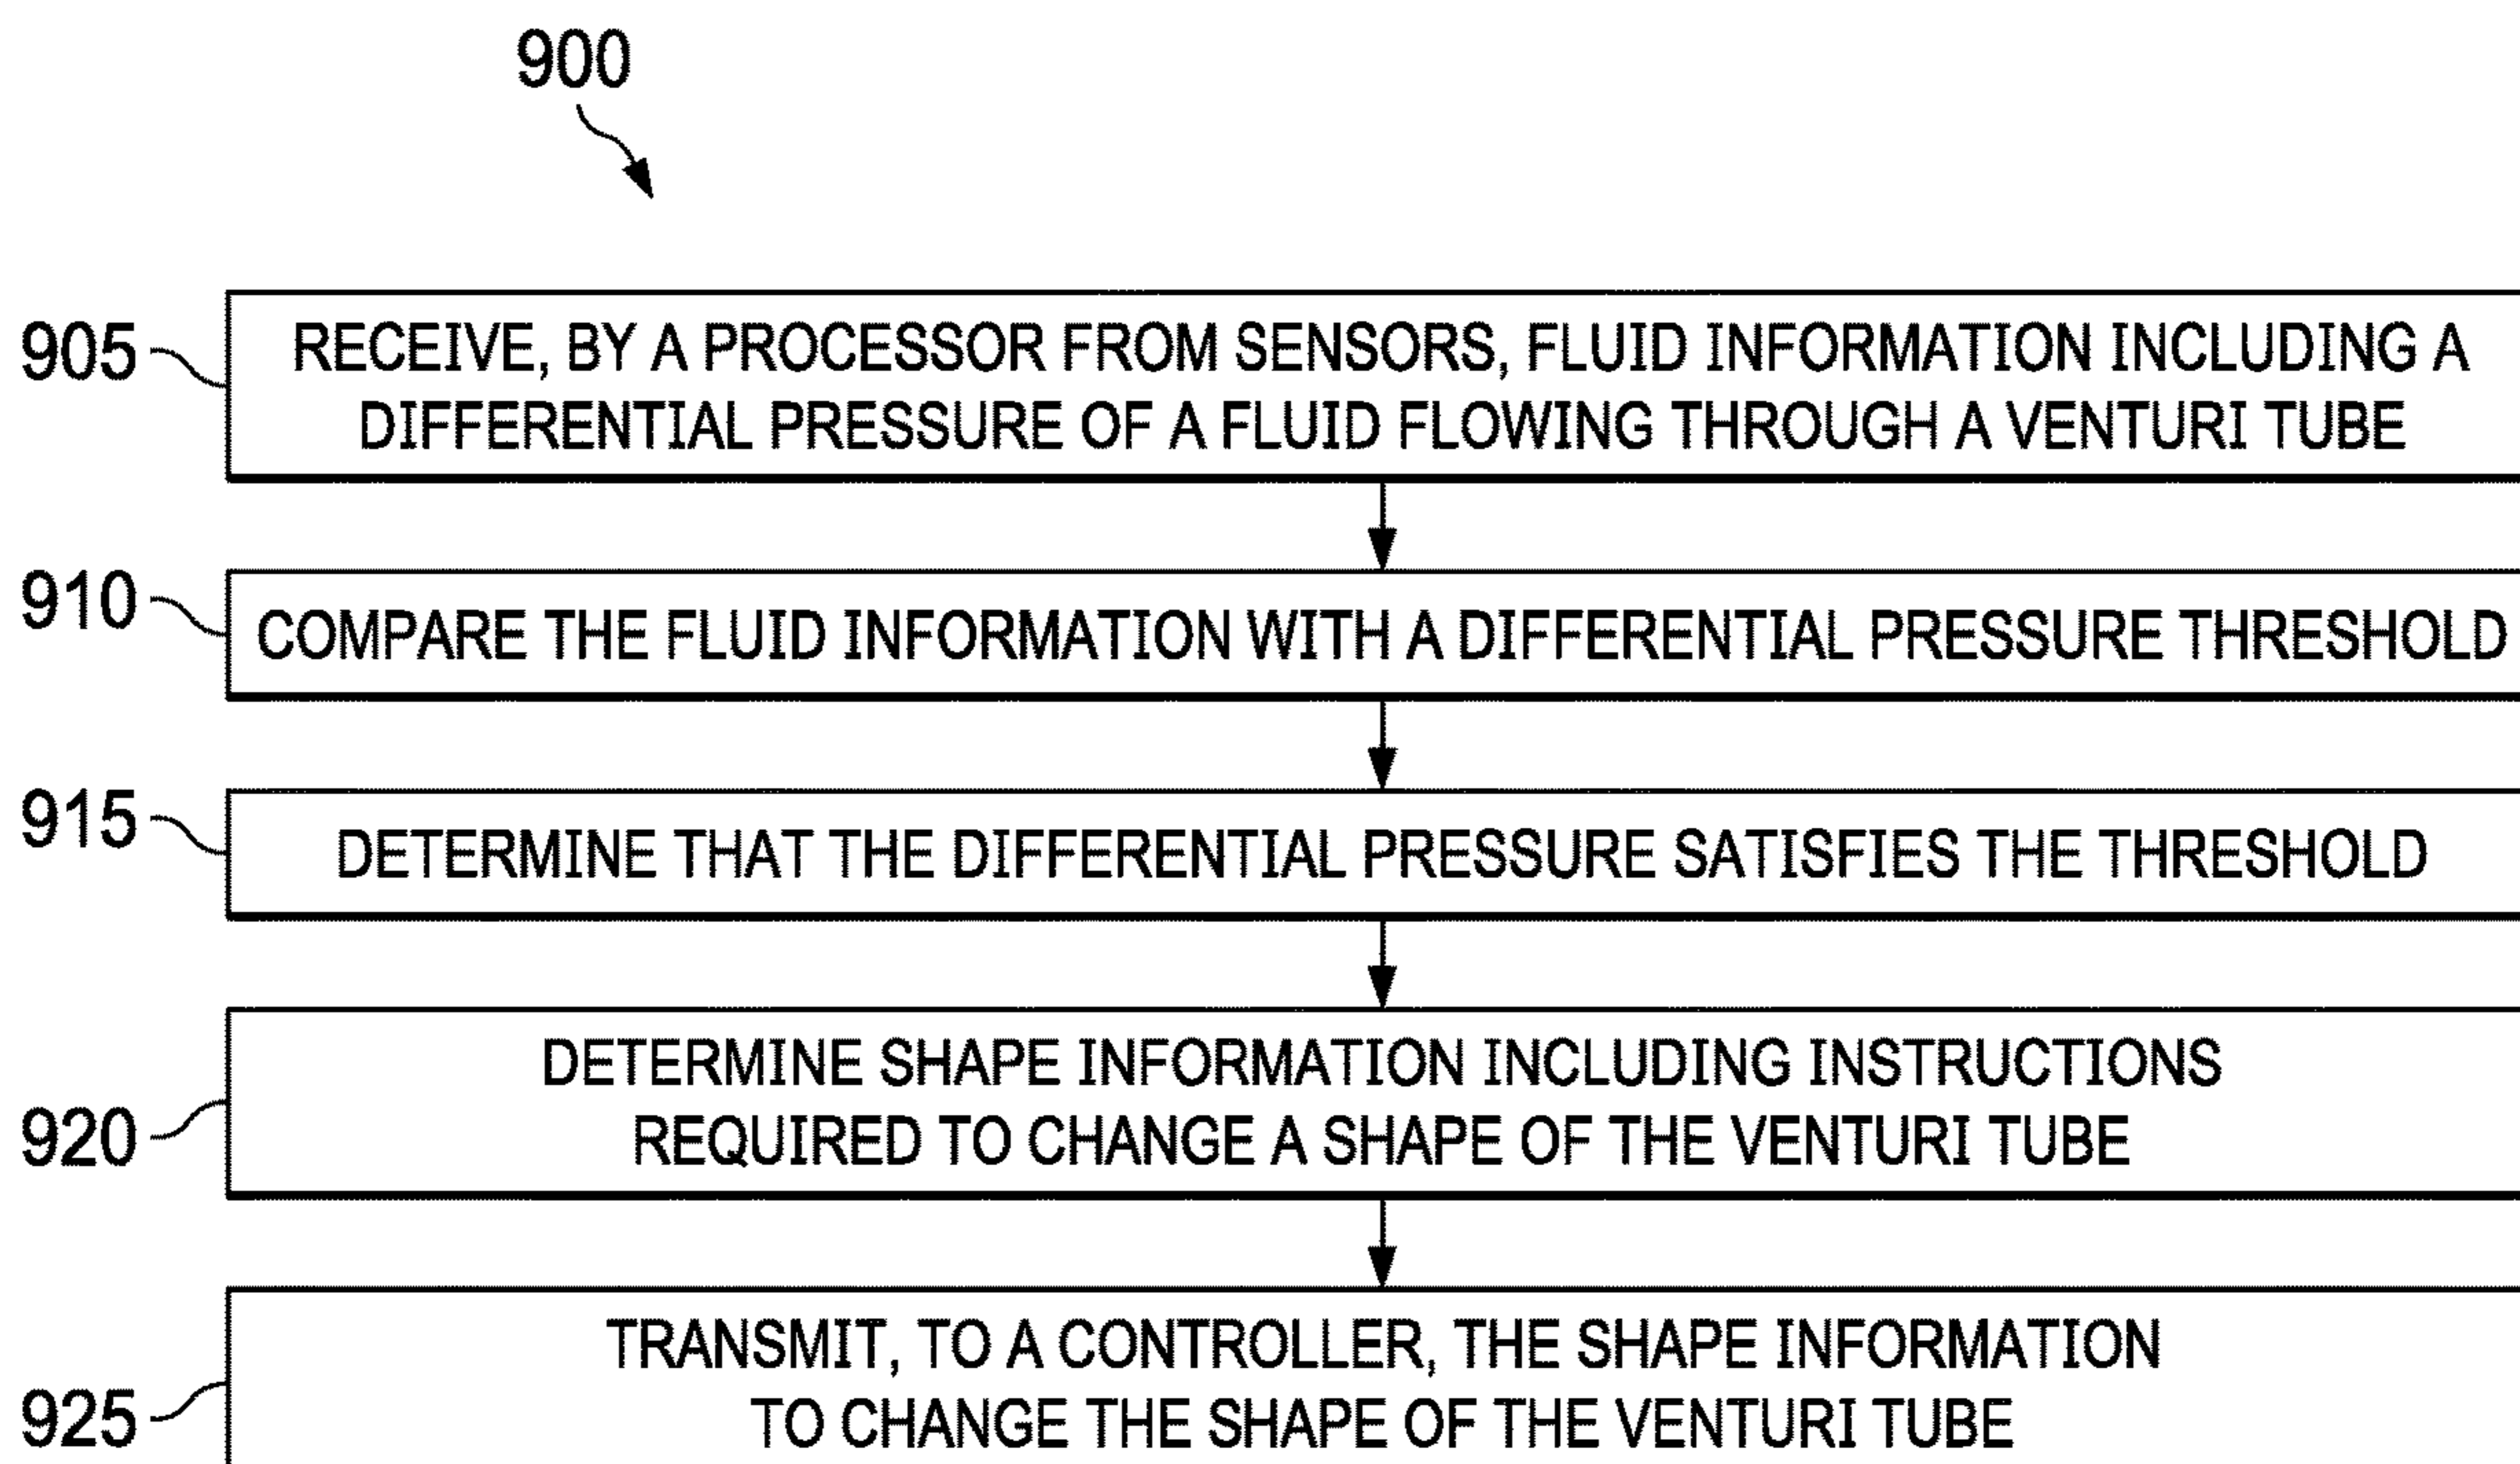 900
905
RECEIVE, BY A PROCESSOR FROM SENSORS, FLUID INFORMATION INCLUDING A
DIFFERENTIAL PRESSURE OF A FLUID FLOWING THROUGH A VENTURI TUBE
910
COMPARE THE FLUID INFORMATION WITH A DIFFERENTIAL PRESSURE THRESHOLD
915
DETERMINE THAT THE DIFFERENTIAL PRESSURE SATISFIES THE THRESHOLD
920
DETERMINE SHAPE INFORMATION INCLUDING INSTRUCTIONS
REQUIRED TO CHANGE A SHAPE OF THE VENTURI TUBE
925
TRANSMIT, TO A CONTROLLER, THE SHAPE INFORMATION
TO CHANGE THE SHAPE OF THE VENTURI TUBE